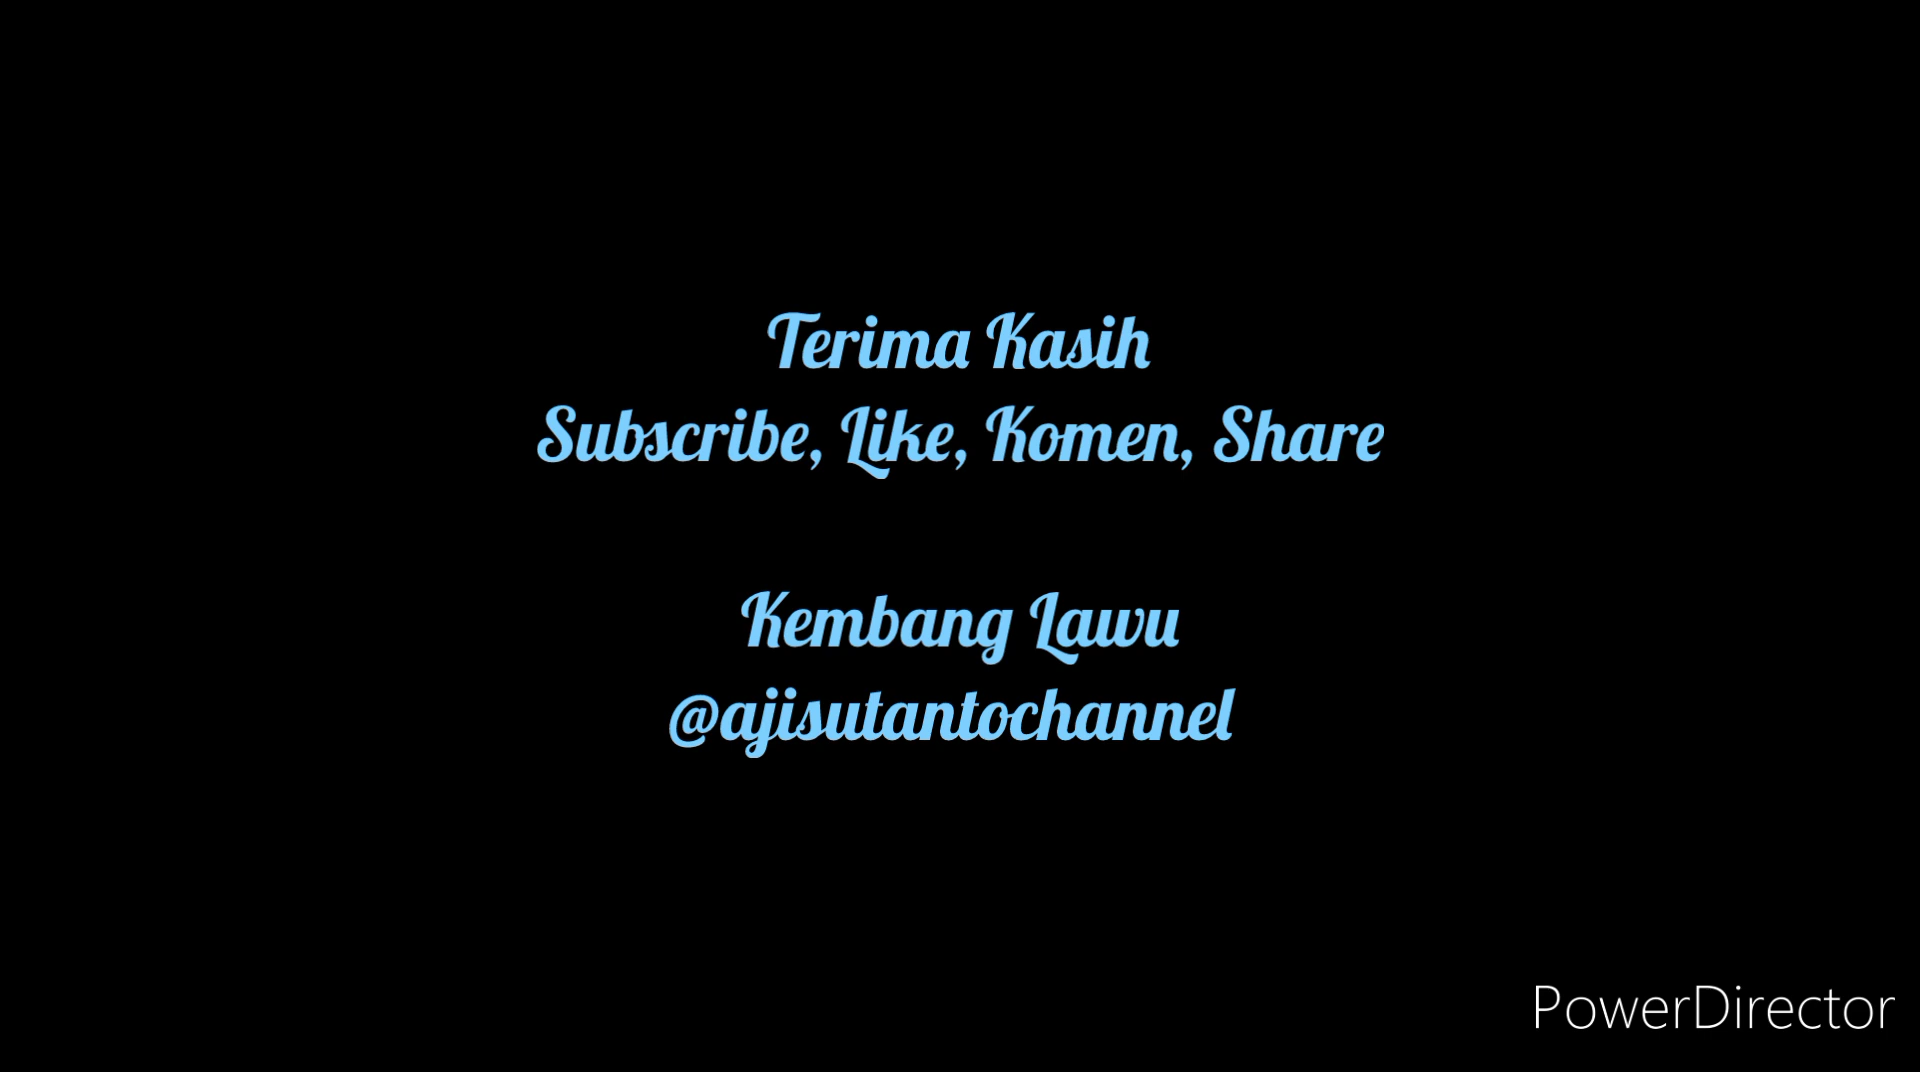 Terima Kasih
Subscribe, Like, Komen, Share
Kembang Lawu
@ajisutantochannel
PowerDirector